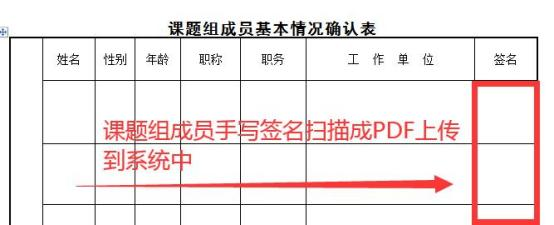 课题组成员基本情况确认表
姓名 性别 年龄 职称 职务 工 作 单 位 签名
课题组成员手写签名扫描成PDF上传
到系统中